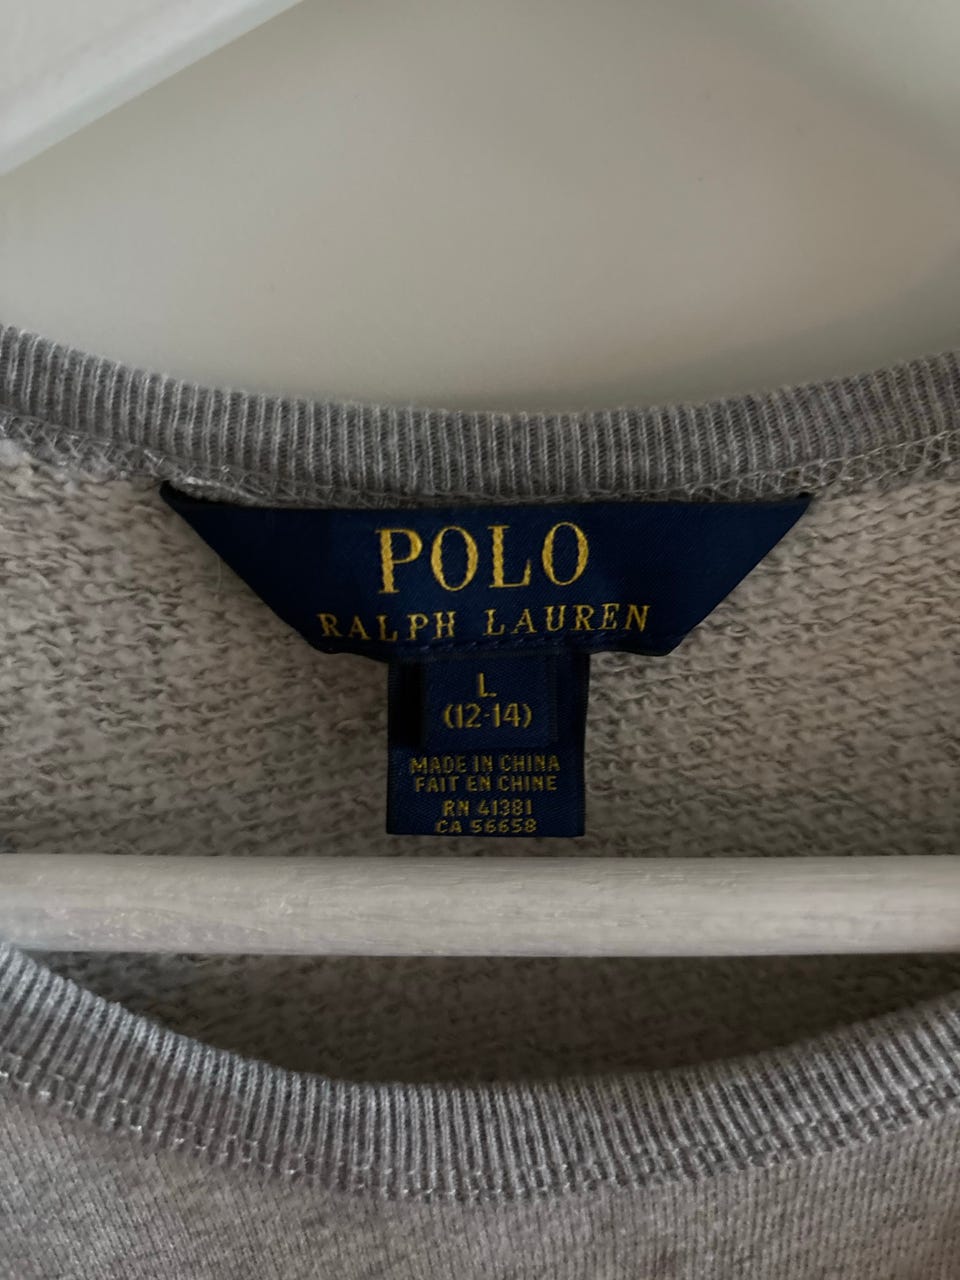 POLO
RALPH LAUREN
L
(12-14)
MADE IN CHINA
FAIT EN CHINE
RN 41381
CA 56658